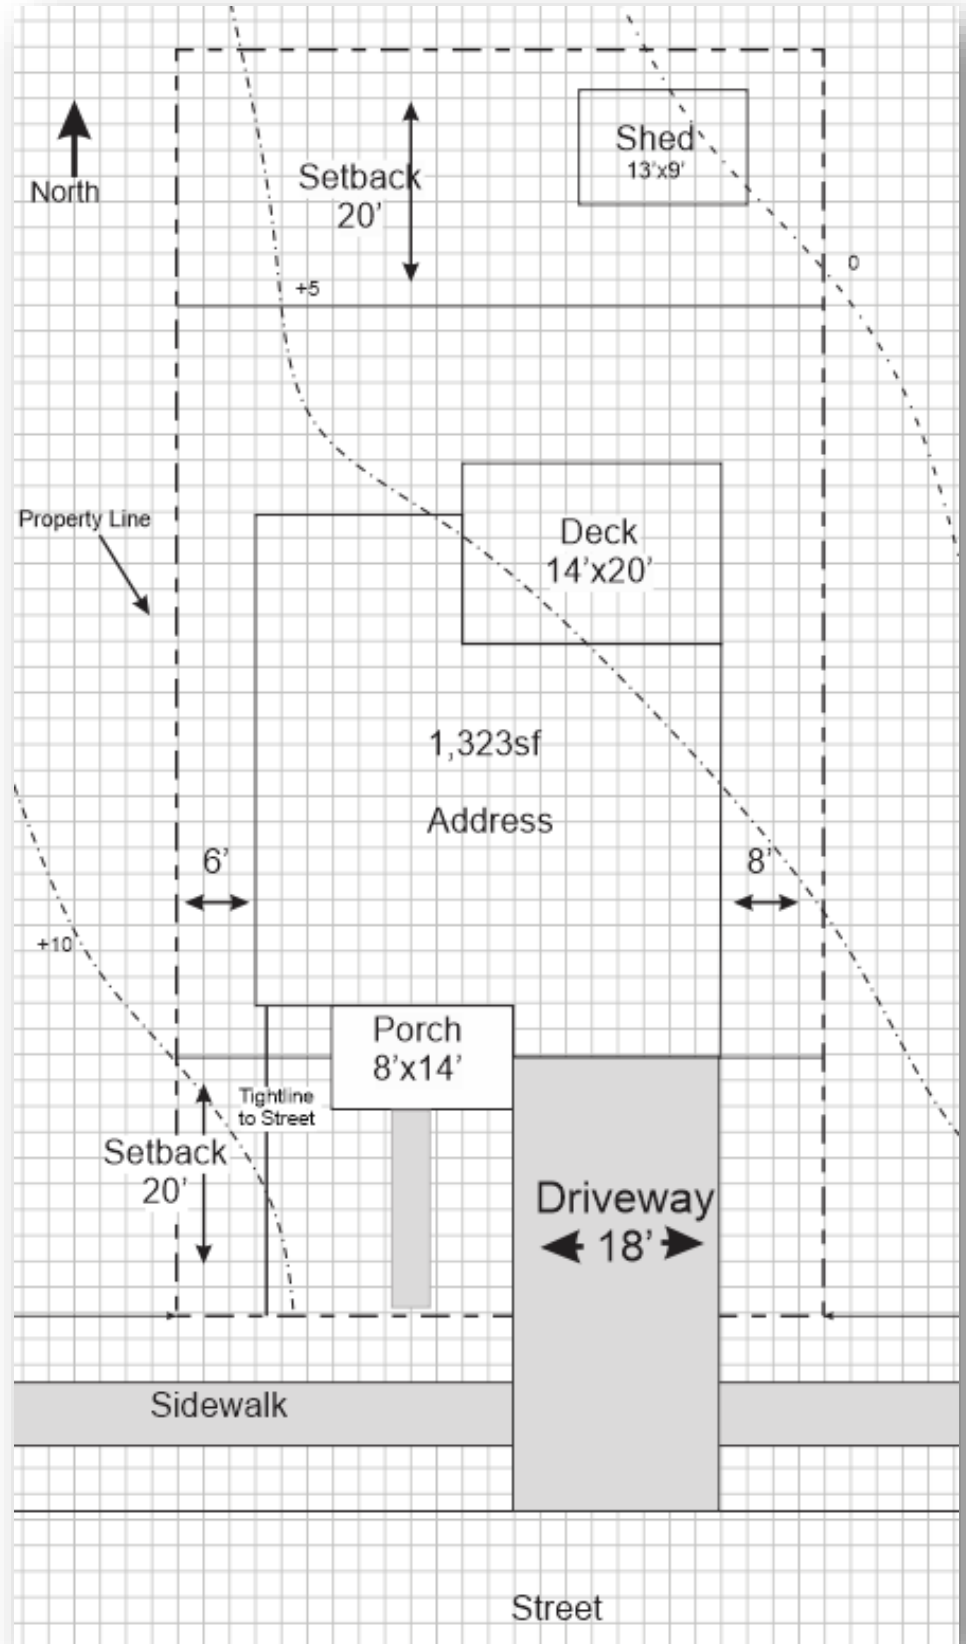 Shed
13’x9’
Setback
20’
North
0
+5
Property Line
Deck
14’x20’
1,323sf
Address
6’
8’
+10
Porch
8’x14’
Tightline
to Street
Setback
20’
Driveway
18’
Sidewalk
Street